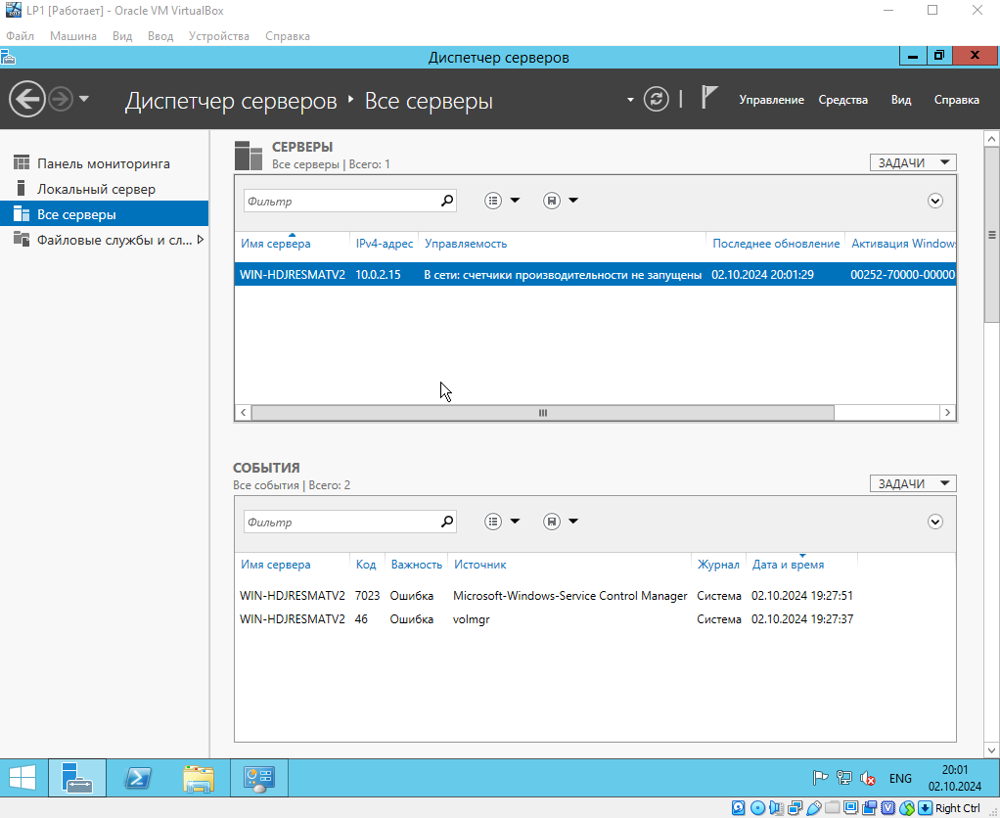 LP1 [Работает] - Oracle VM VirtualBox
Файл Машина Вид Ввод Устройства Справка
Диспетчер серверов
Диспетчер серверов Все серверы
Управление Средства Вид Справка
Панель мониторинга
Локальный сервер
Все серверы
Файловые службы и сл...
СЕРВЕРЫ
Все серверы | Всего: 1
ЗАДАЧИ
Фильтр
Имя сервера IPv4-адрес Управляемость Последнее обновление Активация Windows
WIN-HDJRESMATV2 10.0.2.15 В сети: счетчики производительности не запущены 02.10.2024 20:01:29 00252-70000-00000
СОБЫТИЯ
Все события | Всего: 2
ЗАДАЧИ
Фильтр
Имя сервера Код Важность Источник Журнал Дата и время
WIN-HDJRESMATV2 7023 Ошибка Microsoft-Windows-Service Control Manager Система 02.10.2024 19:27:51
WIN-HDJRESMATV2 46 Ошибка volmgr Система 02.10.2024 19:27:37
ENG
20:01
02.10.2024
Right Ctrl